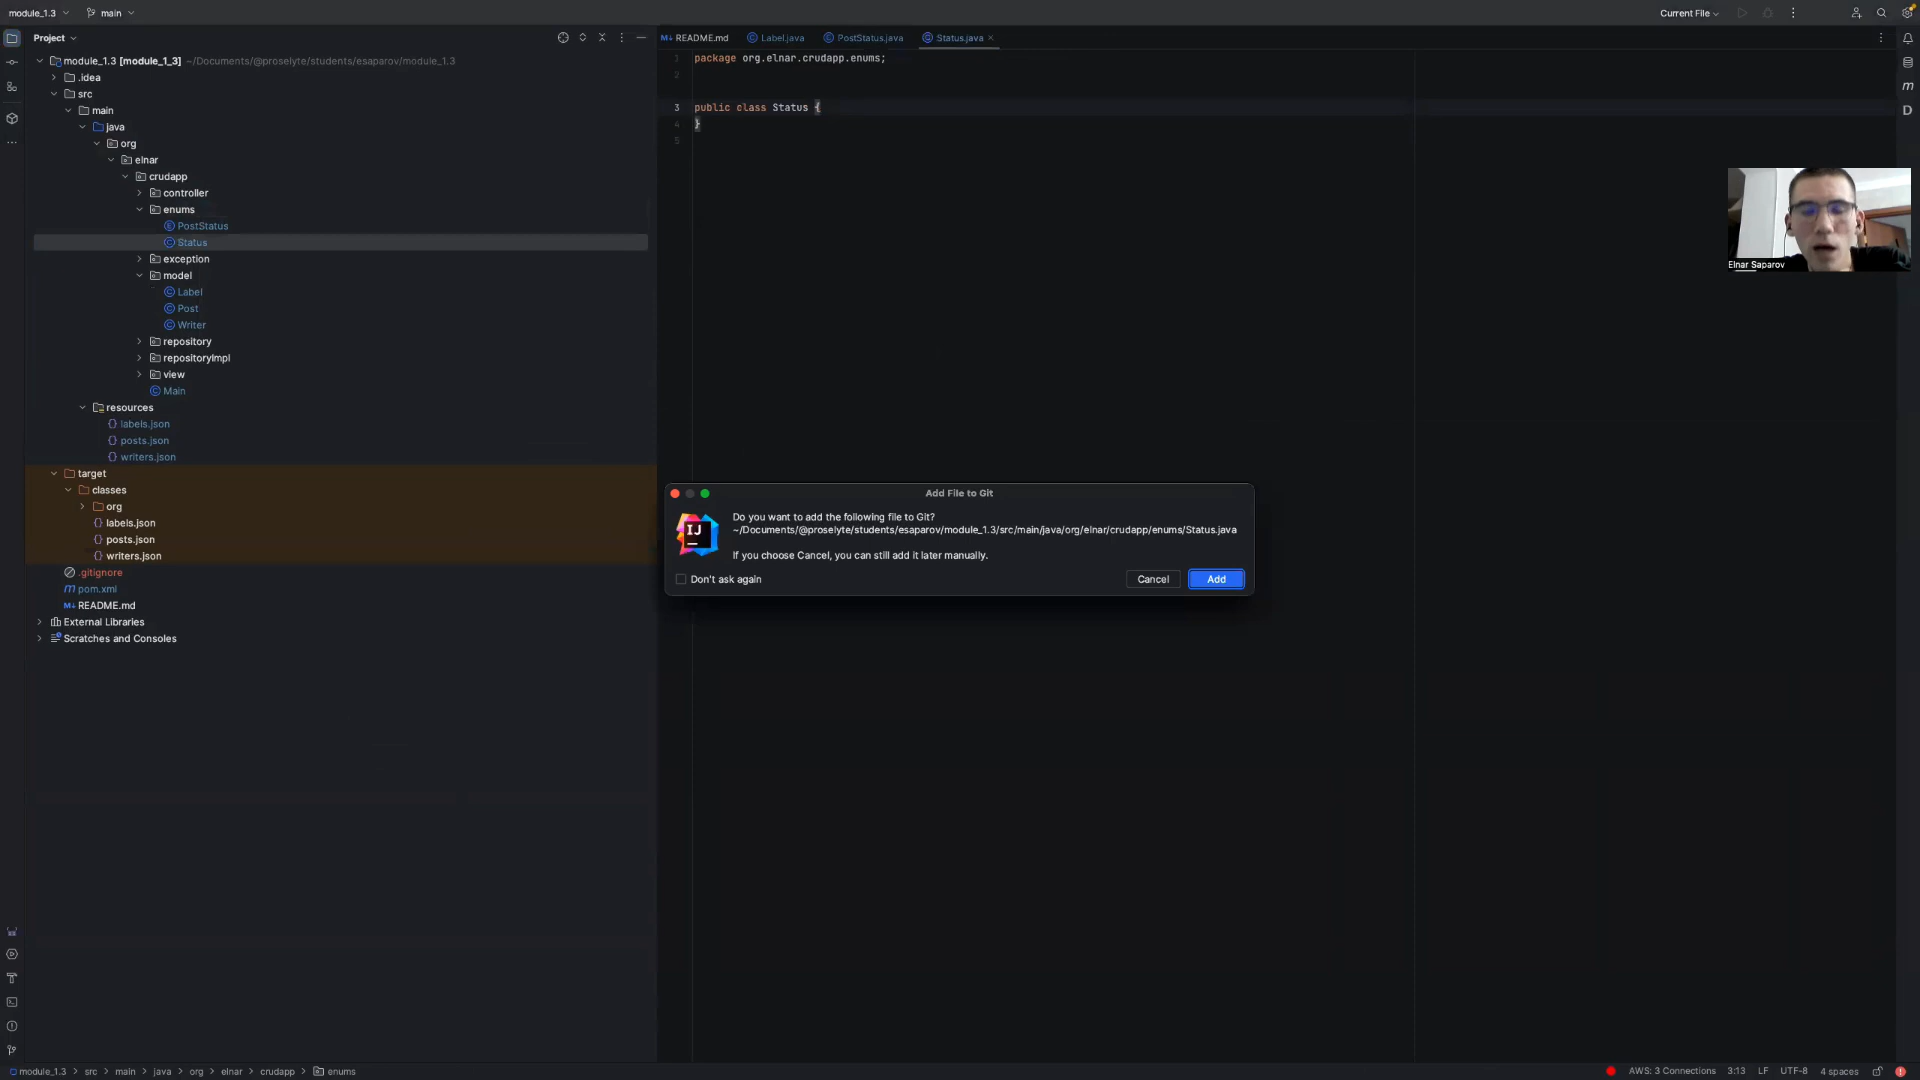 module_1.3
main
Current File
Project
README.md
Label.java
PostStatus.java
Status.java
module_1.3 [module_1_3] ~/Documents/@proselyte/students/esaparov/module_1.3
.idea
src
main
java
org
elnar
crudapp
controller
enums
PostStatus
Status
exception
model
Label
Post
Writer
repository
repositoryImpl
view
Main
resources
labels.json
posts.json
writers.json
target
classes
org
labels.json
posts.json
writers.json
.gitignore
pom.xml
README.md
External Libraries
Scratches and Consoles
1 package org.elnar.crudapp.enums;
2
3 public class Status {
4 }
5
Elnar Saparov
Add File to Git
Do you want to add the following file to Git?
~/Documents/@proselyte/students/esaparov/module_1.3/src/main/java/org/elnar/crudapp/enums/Status.java
If you choose Cancel, you can still add it later manually.
Don't ask again
Cancel
Add
module_1.3 > src > main > java > org > elnar > crudapp > enums
AWS: 3 Connections 3:13 LF UTF-8 4 spaces